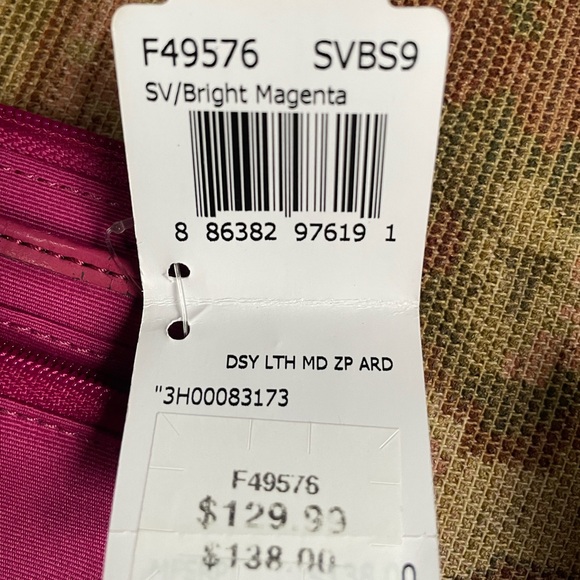 F49576 SVBS9
SV/Bright Magenta
8 86382 97619 1
DSY LTH MD ZP ARD
"3H00083173
F49576
$129.99
$138.00